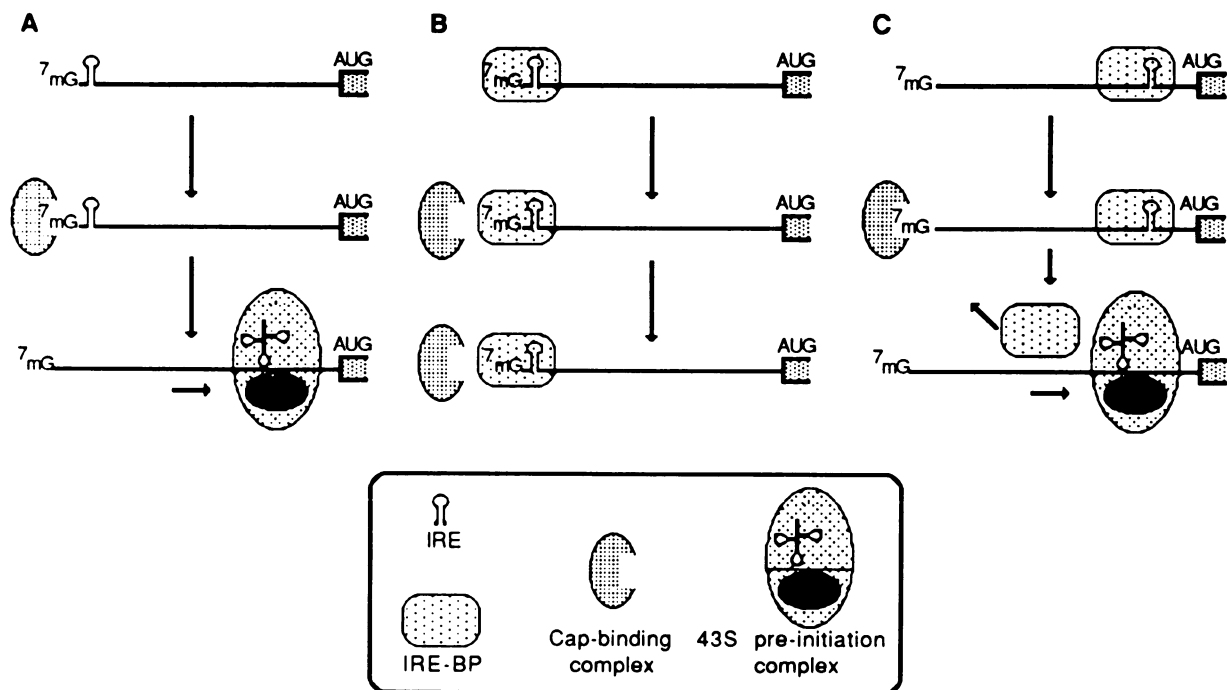 A
AUG
7mG
AUG
7mG
AUG
7mG
B
AUG
7mG
AUG
7mG
AUG
7mG
C
AUG
7mG
AUG
7mG
AUG
7mG
IRE
IRE-BP
Cap-binding
complex
43S pre-initiation
complex